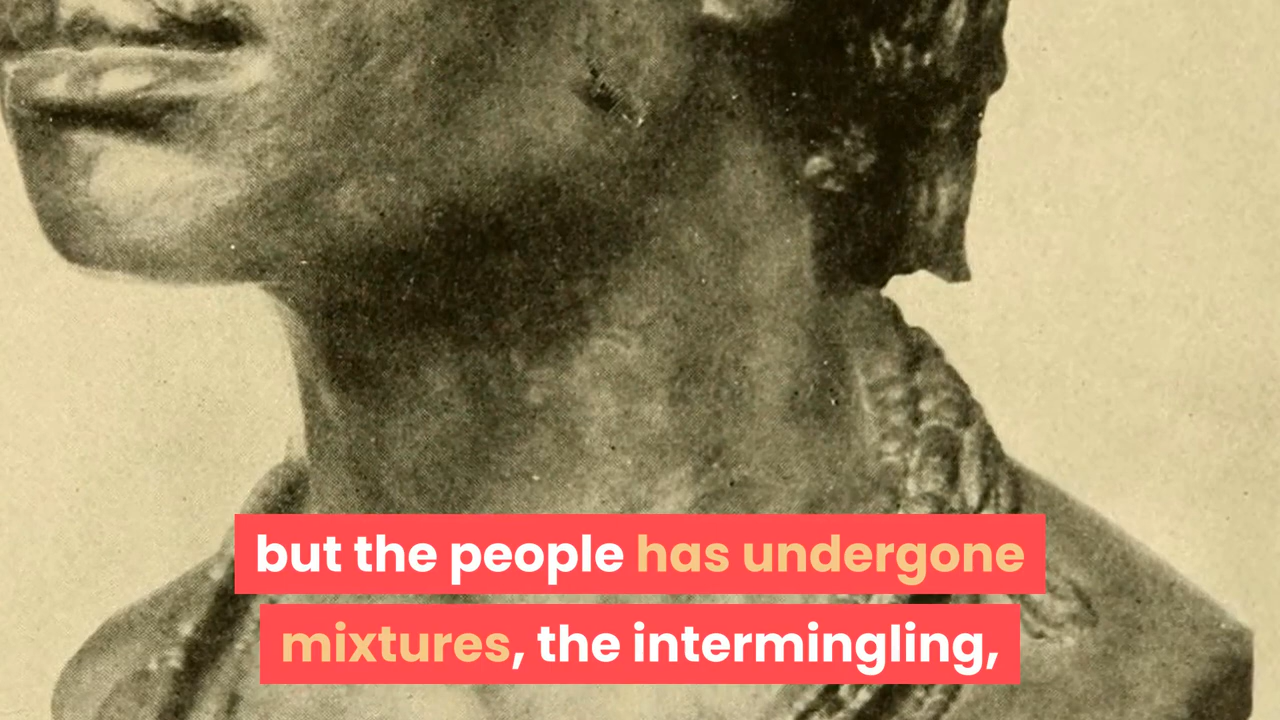 but the people has undergone
mixtures, the intermingling,